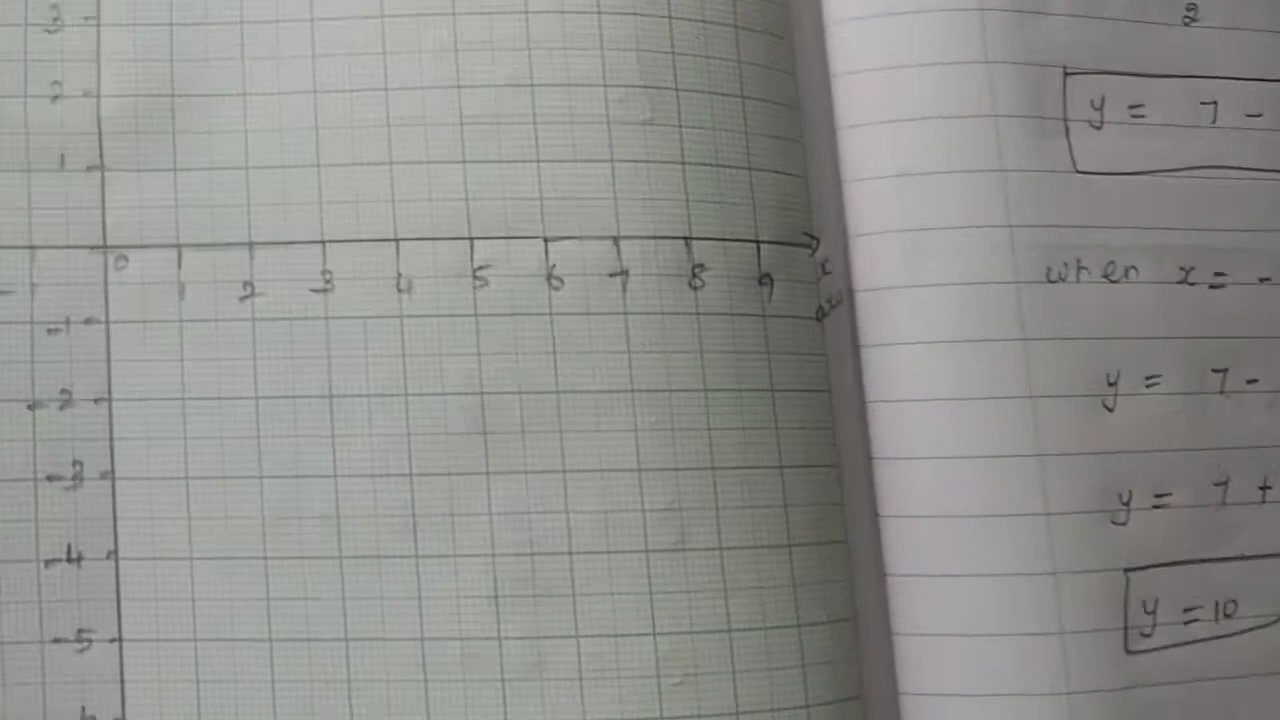 3
2
1
0 1 2 3 4 5 6 7 8 9
x
-1
-2
-3
-4
-5
2
y = 7 -
when x = -
y = 7 -
y = 7 +
y = 10